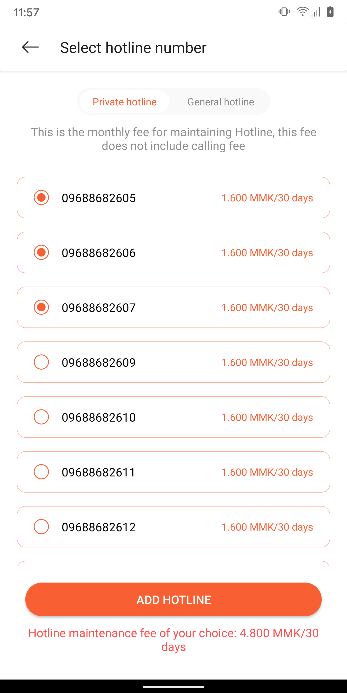 11:57
Select hotline number
Private hotline
General hotline
This is the monthly fee for maintaining Hotline, this fee
does not include calling fee
09688682605 1.600 MMK/30 days
09688682606 1.600 MMK/30 days
09688682607 1.600 MMK/30 days
09688682609 1.600 MMK/30 days
09688682610 1.600 MMK/30 days
09688682611 1.600 MMK/30 days
09688682612 1.600 MMK/30 days
ADD HOTLINE
Hotline maintenance fee of your choice: 4.800 MMK/30
days